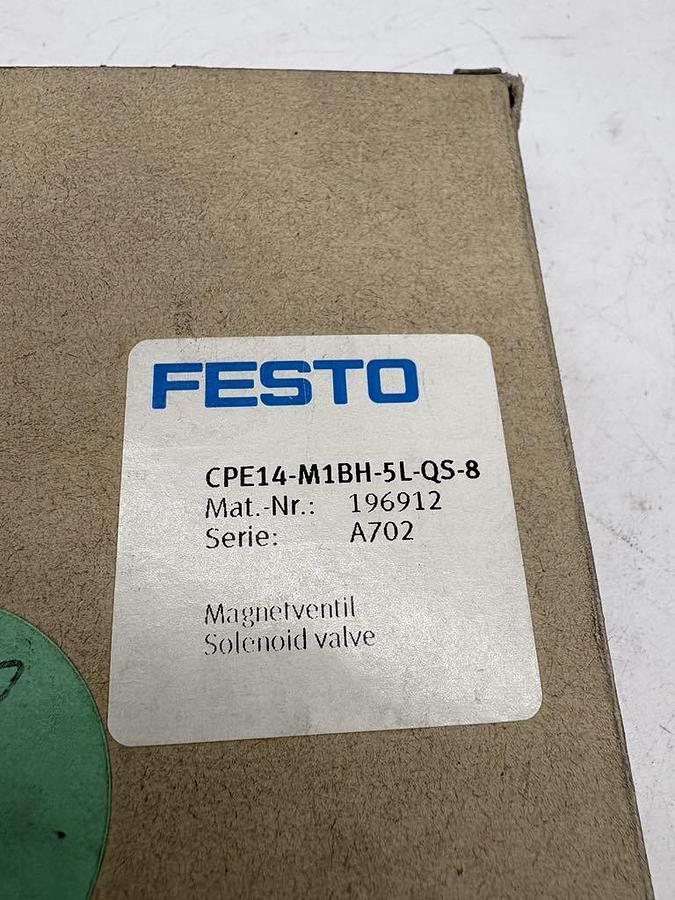 FESTO
CPE14-M1BH-5L-QS-8
Mat.-Nr.: 196912
Serie: A702
Magnetventil
Solenoid valve